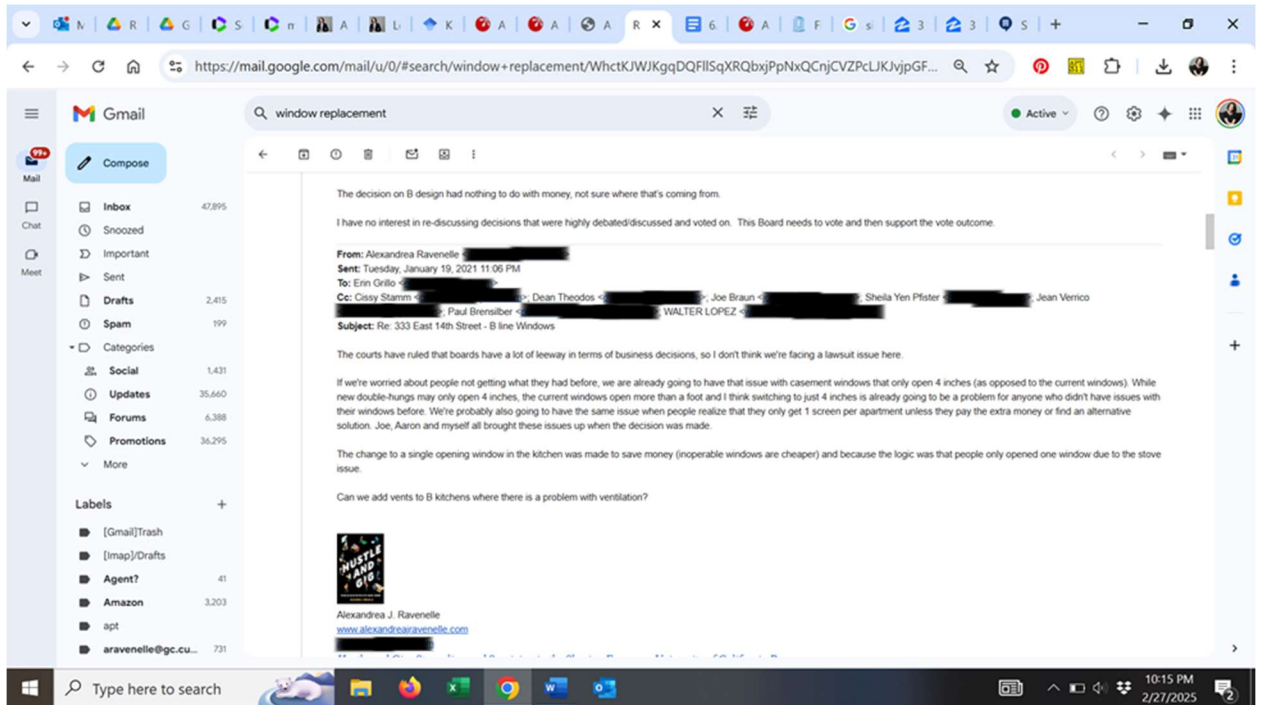 M
R
G
S
m
A
L
K
A
A
A
R
6
A
F
si
3
3
S
https://mail.google.com/mail/u/0/#search/window+replacement/WhctKJWJKgqDQFllSqXRQbxjPpNxQCnjCVZPcLJKJvjpGF...
Gmail
window replacement
Active
99+
Mail
Chat
Meet
Compose
Inbox 47,895
Snoozed
Important
Sent
Drafts 2,415
Spam 199
Categories
Social 1,431
Updates 35,660
Forums 6,388
Promotions 36,295
More
Labels
[Gmail]Trash
[Imap]/Drafts
Agent? 41
Amazon 3,203
apt
aravenelle@gc.cu... 731
The decision on B design had nothing to do with money, not sure where that's coming from.
I have no interest in re-discussing decisions that were highly debated/discussed and voted on. This Board needs to vote and then support the vote outcome.
From: Alexandrea Ravenelle <
Sent: Tuesday, January 19, 2021 11:06 PM
To: Erin Grillo < >
Cc: Cissy Stamm < >; Dean Theodos < >; Joe Braun < >; Sheila Yen Pfister < >; Jean Verrico
>; Paul Brensilber < >; WALTER LOPEZ <
Subject: Re: 333 East 14th Street - B line Windows
The courts have ruled that boards have a lot of leeway in terms of business decisions, so I don't think we're facing a lawsuit issue here.
If we're worried about people not getting what they had before, we are already going to have that issue with casement windows that only open 4 inches (as opposed to the current windows). While
new double-hungs may only open 4 inches, the current windows open more than a foot and I think switching to just 4 inches is already going to be a problem for anyone who didn't have issues with
their windows before. We're probably also going to have the same issue when people realize that they only get 1 screen per apartment unless they pay the extra money or find an alternative
solution. Joe, Aaron and myself all brought these issues up when the decision was made.
The change to a single opening window in the kitchen was made to save money (inoperable windows are cheaper) and because the logic was that people only opened one window due to the stove
issue.
Can we add vents to B kitchens where there is a problem with ventilation?
HUSTLE
AND
GIG
Alexandrea J. Ravenelle
www.alexandreajravenelle.com
Type here to search
10:15 PM
2/27/2025
2